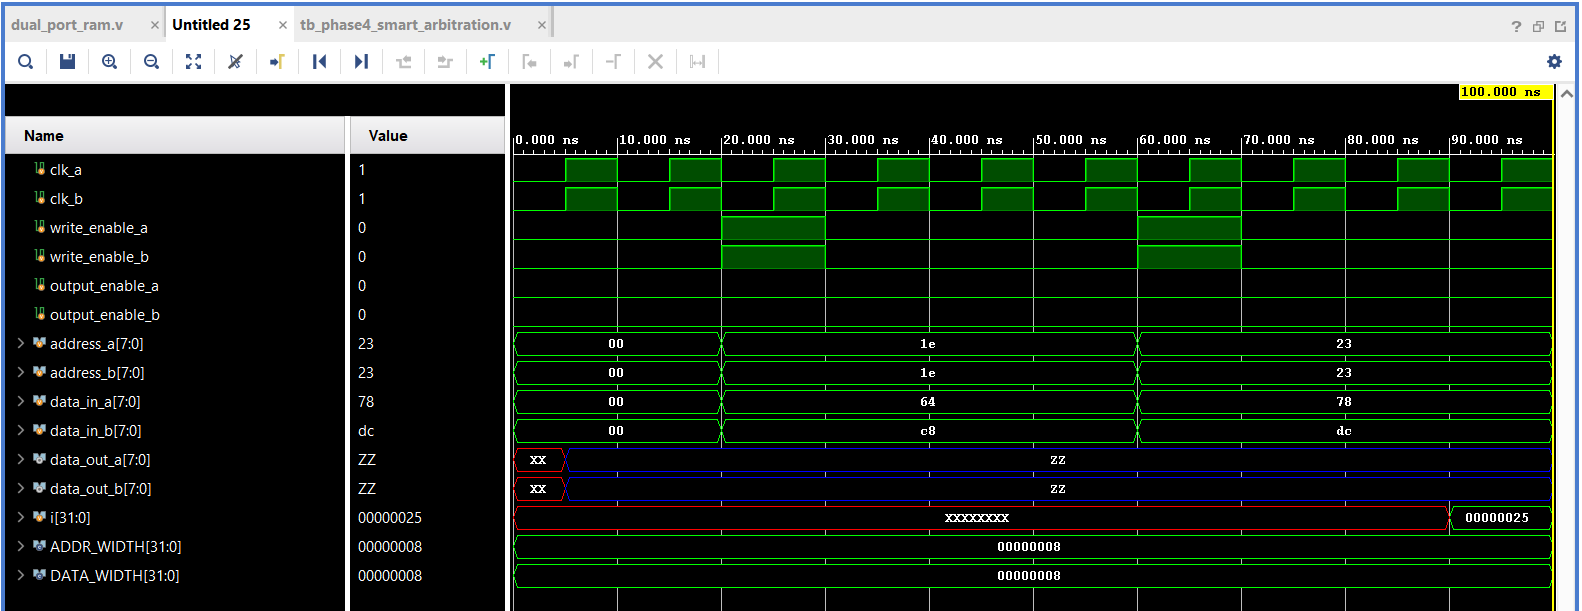 dual_port_ram.v × Untitled 25 × tb_phase4_smart_arbitration.v × ?
100.000 ns
Name Value 0.000 ns 10.000 ns 20.000 ns 30.000 ns 40.000 ns 50.000 ns 60.000 ns 70.000 ns 80.000 ns 90.000 ns
clk_a 1
clk_b 1
write_enable_a 0
write_enable_b 0
output_enable_a 0
output_enable_b 0
address_a[7:0] 23 00 1e 23
address_b[7:0] 23 00 1e 23
data_in_a[7:0] 78 00 64 78
data_in_b[7:0] dc 00 c8 dc
data_out_a[7:0] ZZ XX ZZ
data_out_b[7:0] ZZ XX ZZ
i[31:0] 00000025 XXXXXXXX 00000025
ADDR_WIDTH[31:0] 00000008 00000008
DATA_WIDTH[31:0] 00000008 00000008